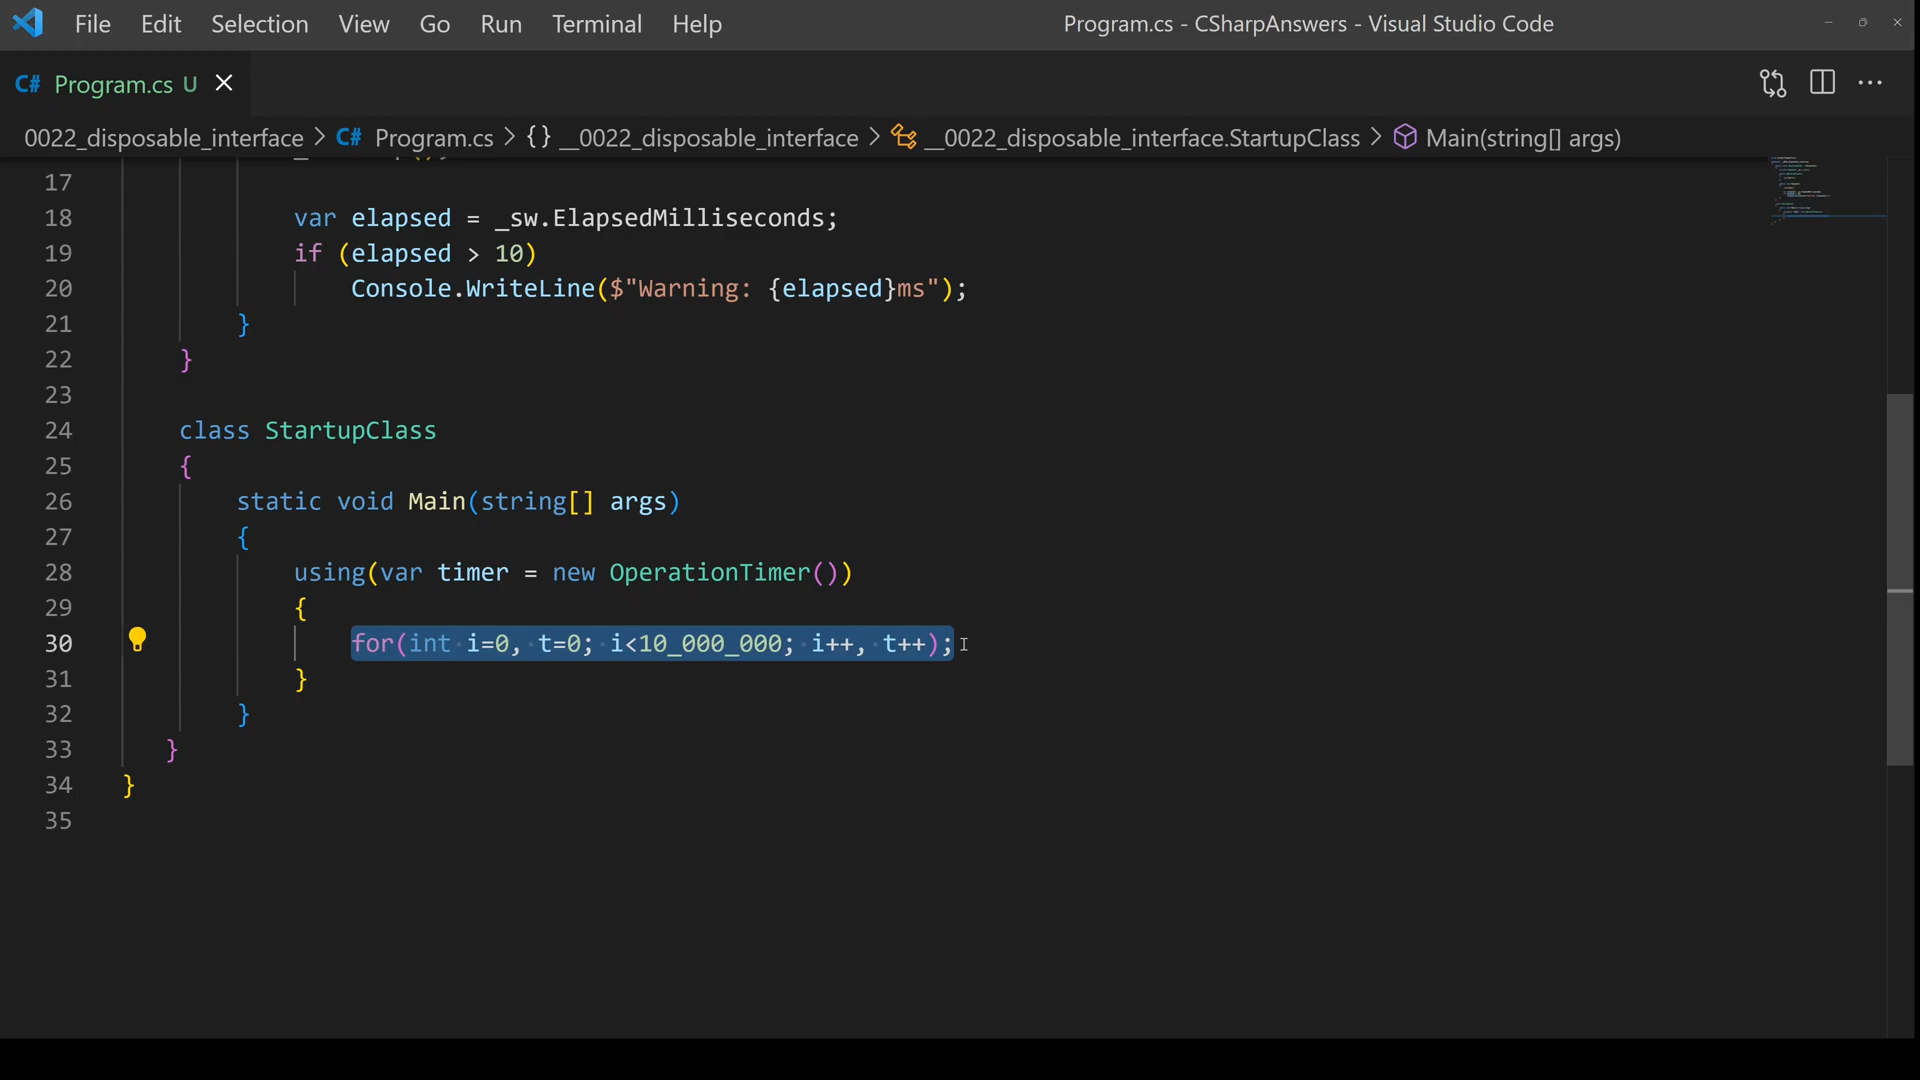 File Edit Selection View Go Run Terminal Help Program.cs - CSharpAnswers - Visual Studio Code
C# Program.cs U
0022_disposable_interface > C# Program.cs > {} __0022_disposable_interface > __0022_disposable_interface.StartupClass > Main(string[] args)
17
18 var elapsed = _sw.ElapsedMilliseconds;
19 if (elapsed > 10)
20 Console.WriteLine($"Warning: {elapsed}ms");
21 }
22 }
23
24 class StartupClass
25 {
26 static void Main(string[] args)
27 {
28 using(var timer = new OperationTimer())
29 {
30 for(int i=0, t=0; i<10_000_000; i++, t++);
31 }
32 }
33 }
34 }
35